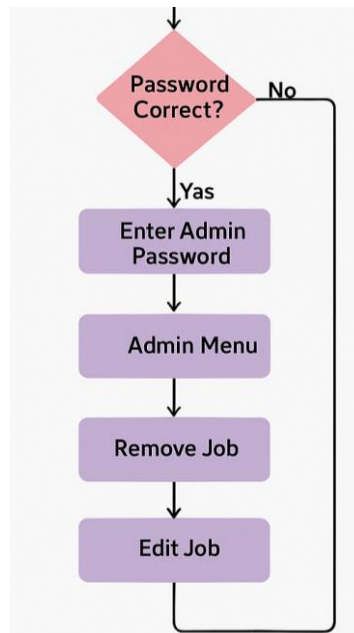 Password
Correct?
No
Yas
Enter Admin
Password
Admin Menu
Remove Job
Edit Job